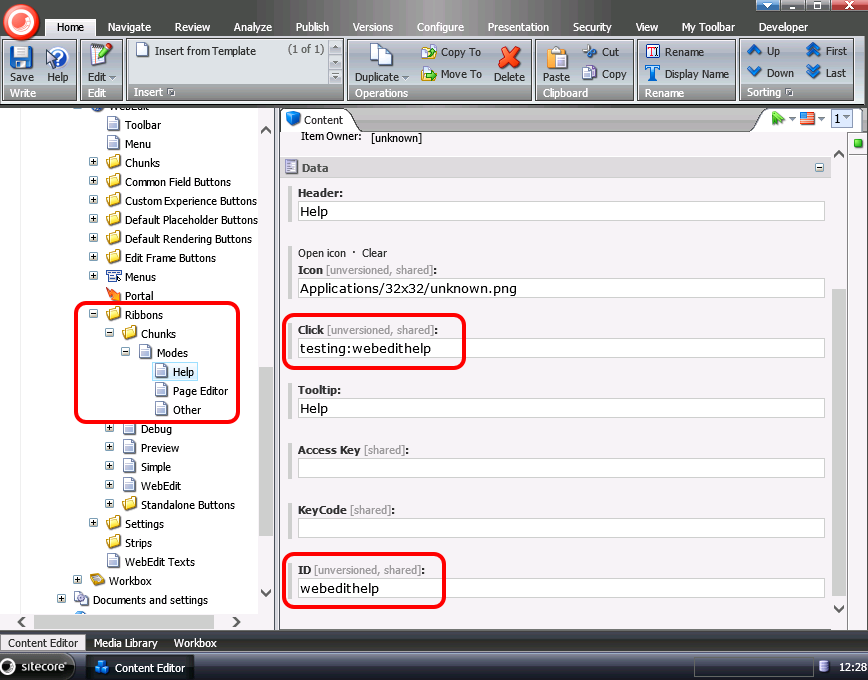 Home Navigate Review Analyze Publish Versions Configure Presentation Security View My Toolbar Developer
Save Help
Write
Edit
Edit
Insert from Template (1 of 1)
Insert
Duplicate Copy To
Move To
Delete
Operations
Paste Cut
Copy
Clipboard
Rename
Display Name
Rename
Up First
Down Last
Sorting
WebEdit
Toolbar
Menu
Chunks
Common Field Buttons
Custom Experience Buttons
Default Placeholder Buttons
Default Rendering Buttons
Edit Frame Buttons
Menus
Portal
Ribbons
Chunks
Modes
Help
Page Editor
Other
Debug
Preview
Simple
WebEdit
Standalone Buttons
Settings
Strips
WebEdit Texts
Workbox
Documents and settings
Content
1
Item Owner: [unknown]
Data
Header:
Help
Open icon · Clear
Icon [unversioned, shared]:
Applications/32x32/unknown.png
Click [unversioned, shared]:
testing:webedithelp
Tooltip:
Help
Access Key [shared]:
KeyCode [shared]:
ID [unversioned, shared]:
webedithelp
Content Editor Media Library Workbox
sitecore Content Editor 12:28